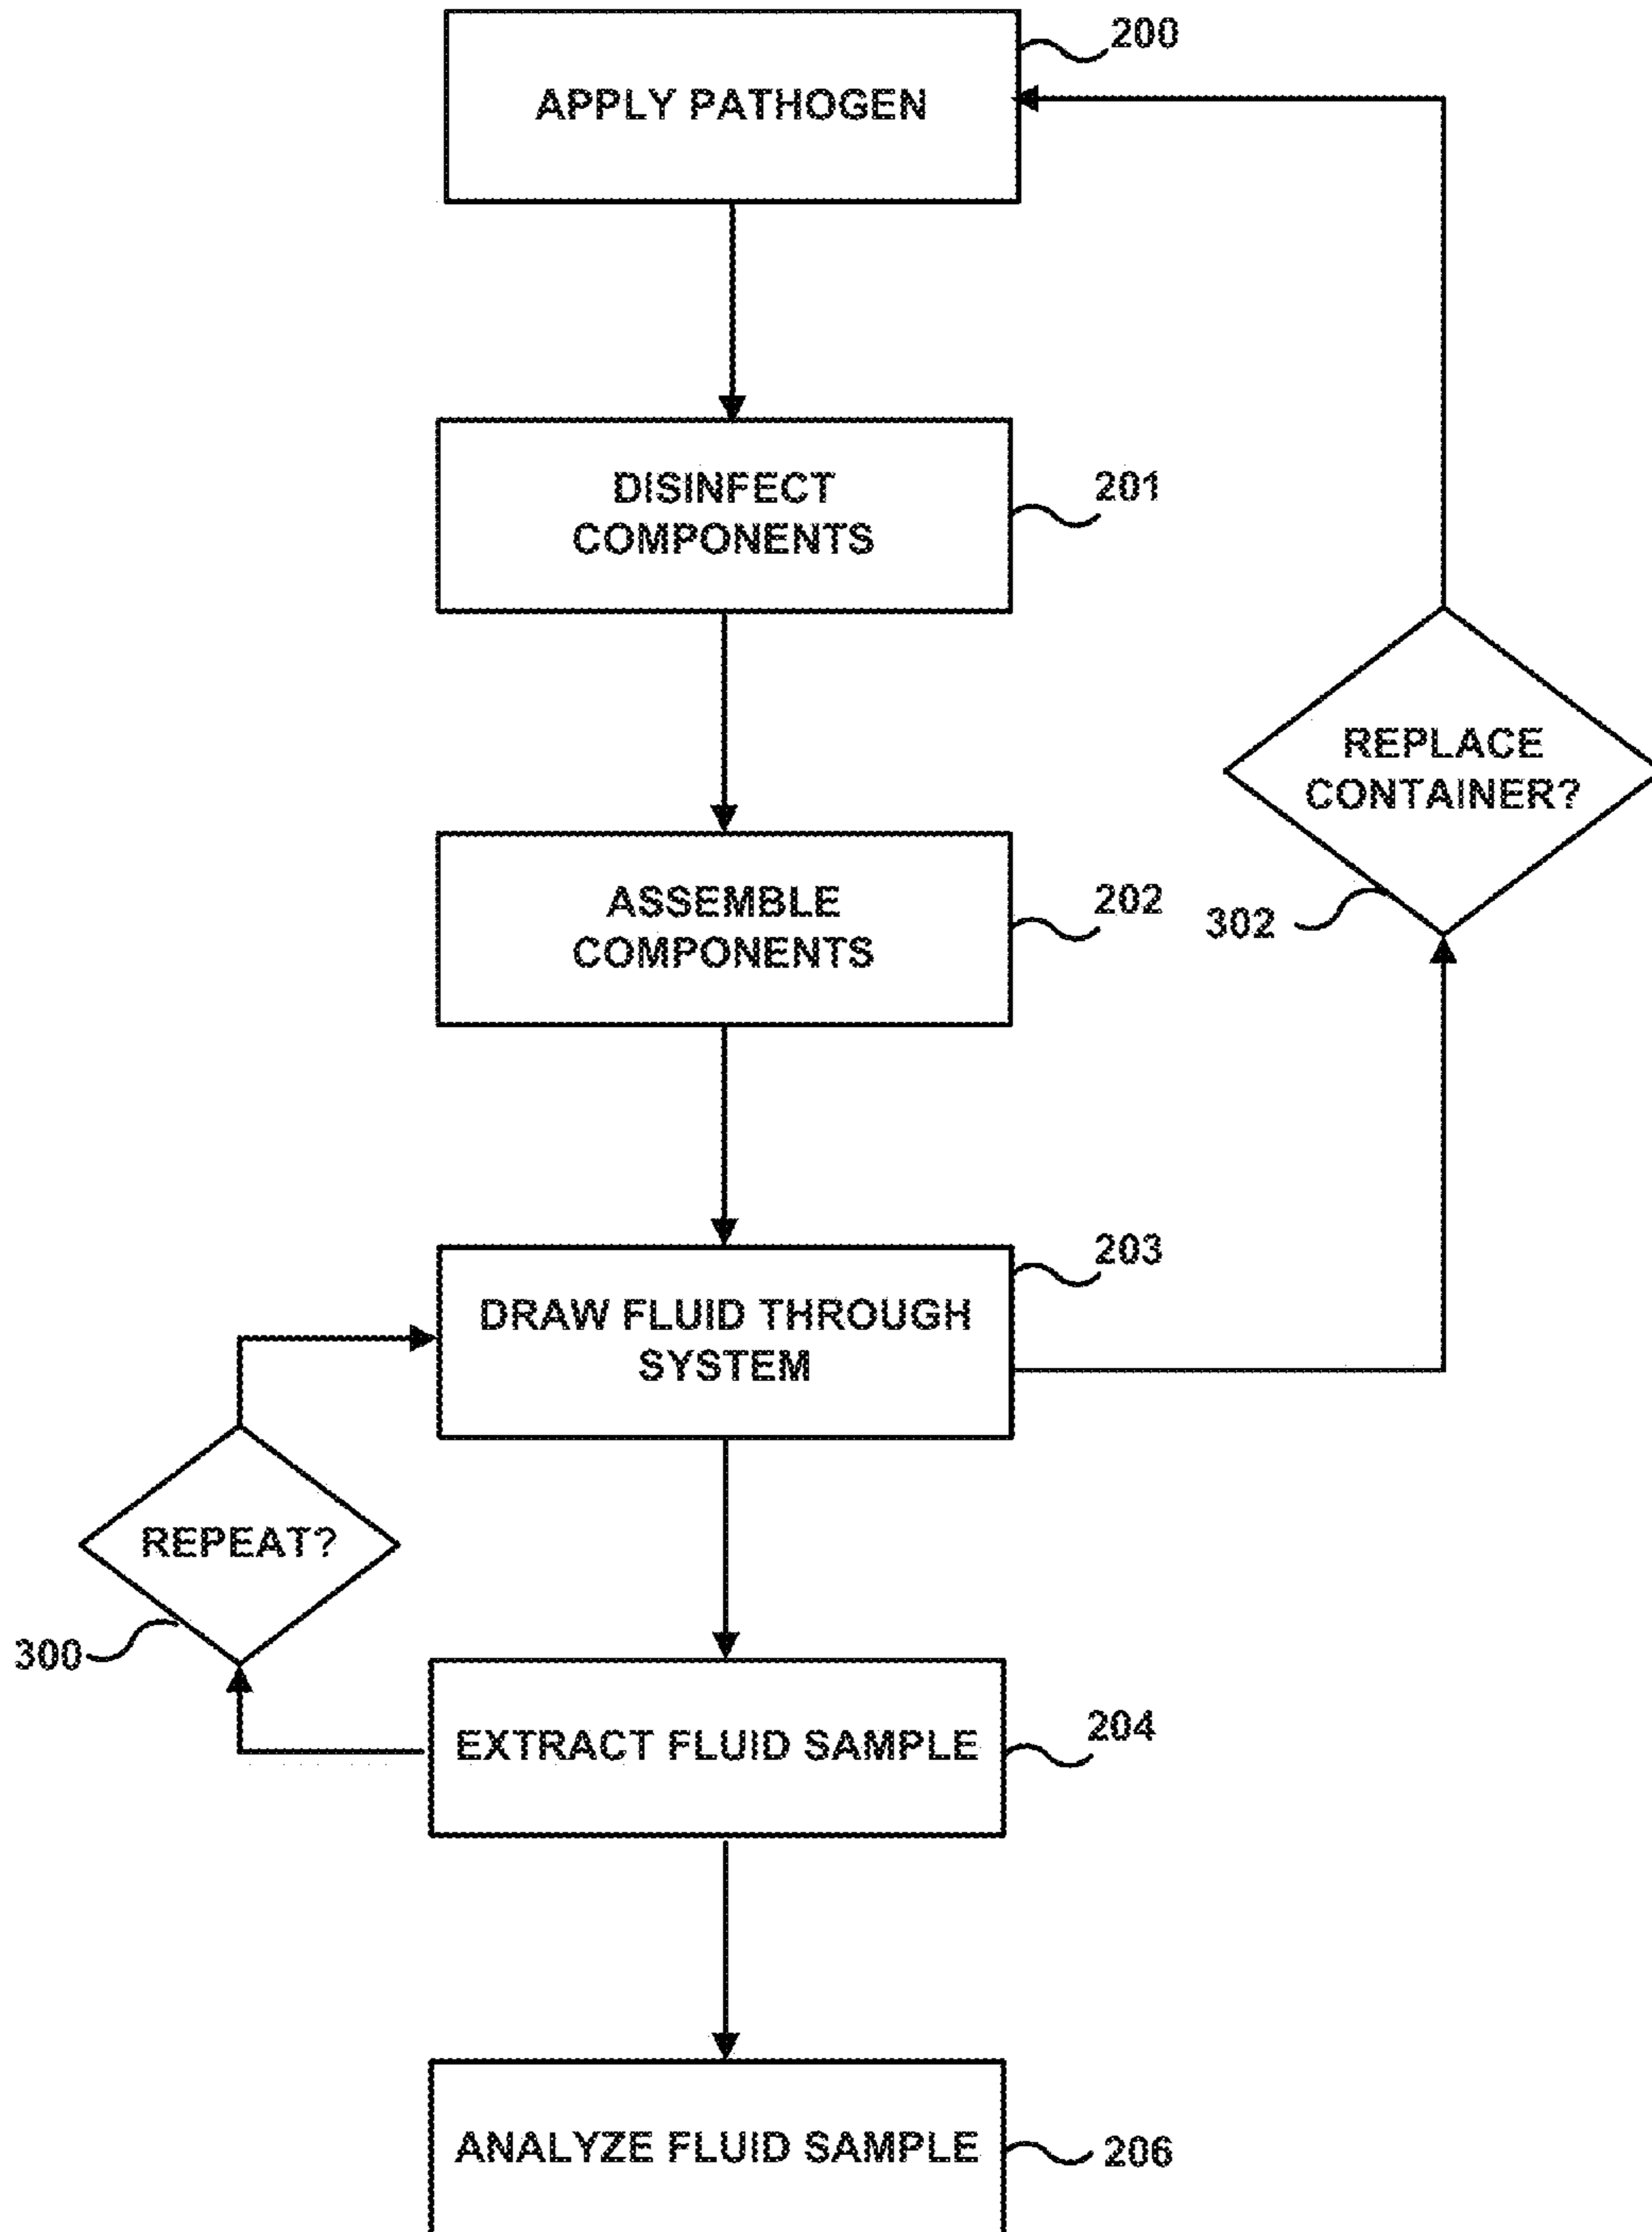 200
APPLY PATHOGEN
DISINFECT
COMPONENTS
201
REPLACE
CONTAINER?
302
ASSEMBLE
COMPONENTS
202
203
DRAW FLUID THROUGH
SYSTEM
REPEAT?
300
EXTRACT FLUID SAMPLE
204
ANALYZE FLUID SAMPLE
206